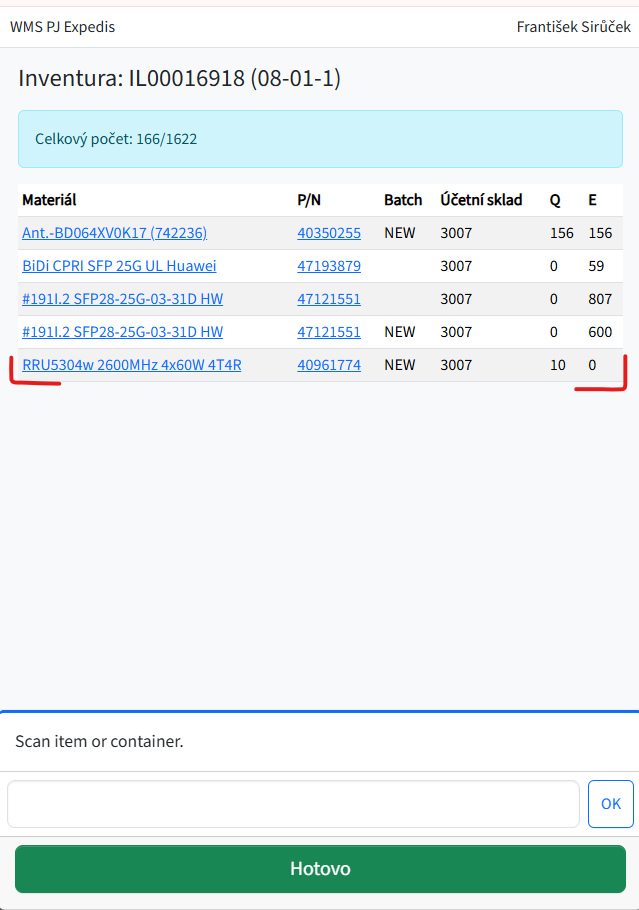 WMS PJ Expedis František Sirůček
Inventura: IL00016918 (08-01-1)
Celkový počet: 166/1622
Materiál P/N Batch Účetní sklad Q E
Ant.-BD064XV0K17 (742236) 40350255 NEW 3007 156 156
BiDi CPRI SFP 25G UL Huawei 47193879 3007 0 59
#191I.2 SFP28-25G-03-31D HW 47121551 3007 0 807
#191I.2 SFP28-25G-03-31D HW 47121551 NEW 3007 0 600
RRU5304w 2600MHz 4x60W 4T4R 40961774 NEW 3007 10 0
Scan item or container.
OK
Hotovo